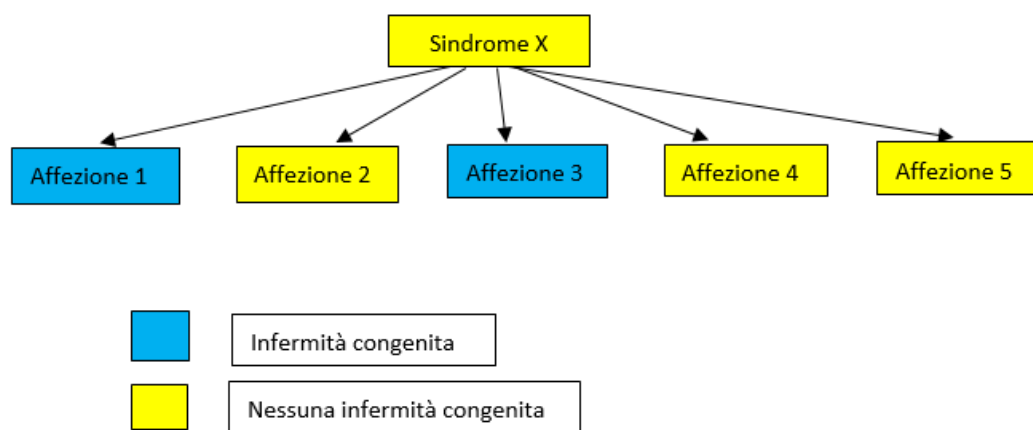 Sindrome X
Affezione 1
Affezione 2
Affezione 3
Affezione 4
Affezione 5
Infermità congenita
Nessuna infermità congenita